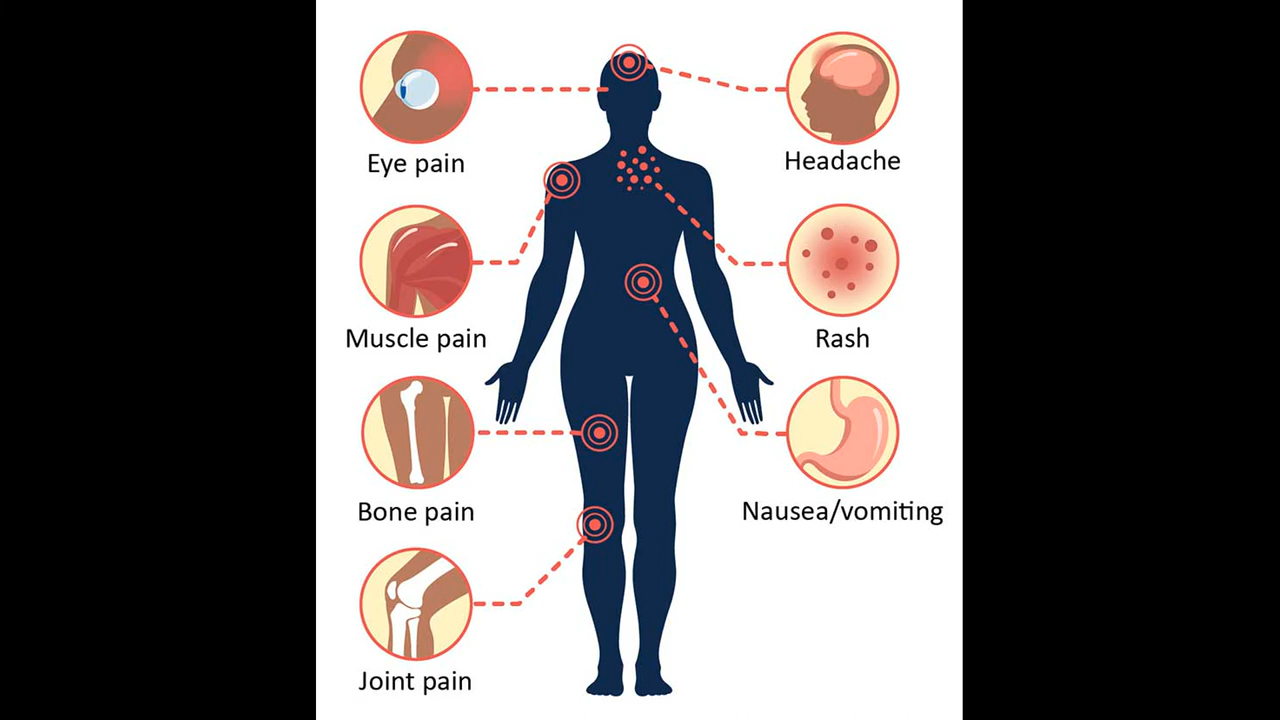 Eye pain
Headache
Muscle pain
Rash
Bone pain
Nausea/vomiting
Joint pain